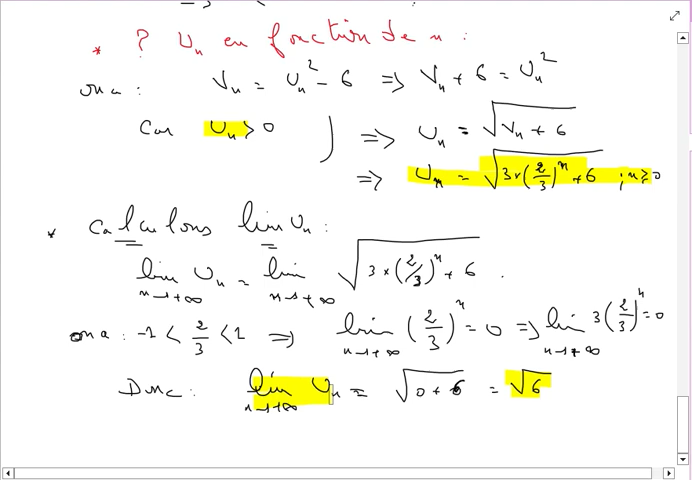 * ? Un en fonction de n :
on a : Vn = Un² - 6 => Vn + 6 = Un²
Car Un > 0 ) => Un = √(Vn + 6)
=> Un = √(3×(2/3)^n + 6) ; n ≥ 0
* Calculons lim Un :
lim n→+∞ Un = lim n→+∞ √(3×(2/3)^n + 6) .
on a : -1 < 2/3 < 1 => lim n→+∞ (2/3)^n = 0 => lim n→+∞ 3(2/3)^n = 0
Donc : lim n→+∞ Un = √(0+6) = √6